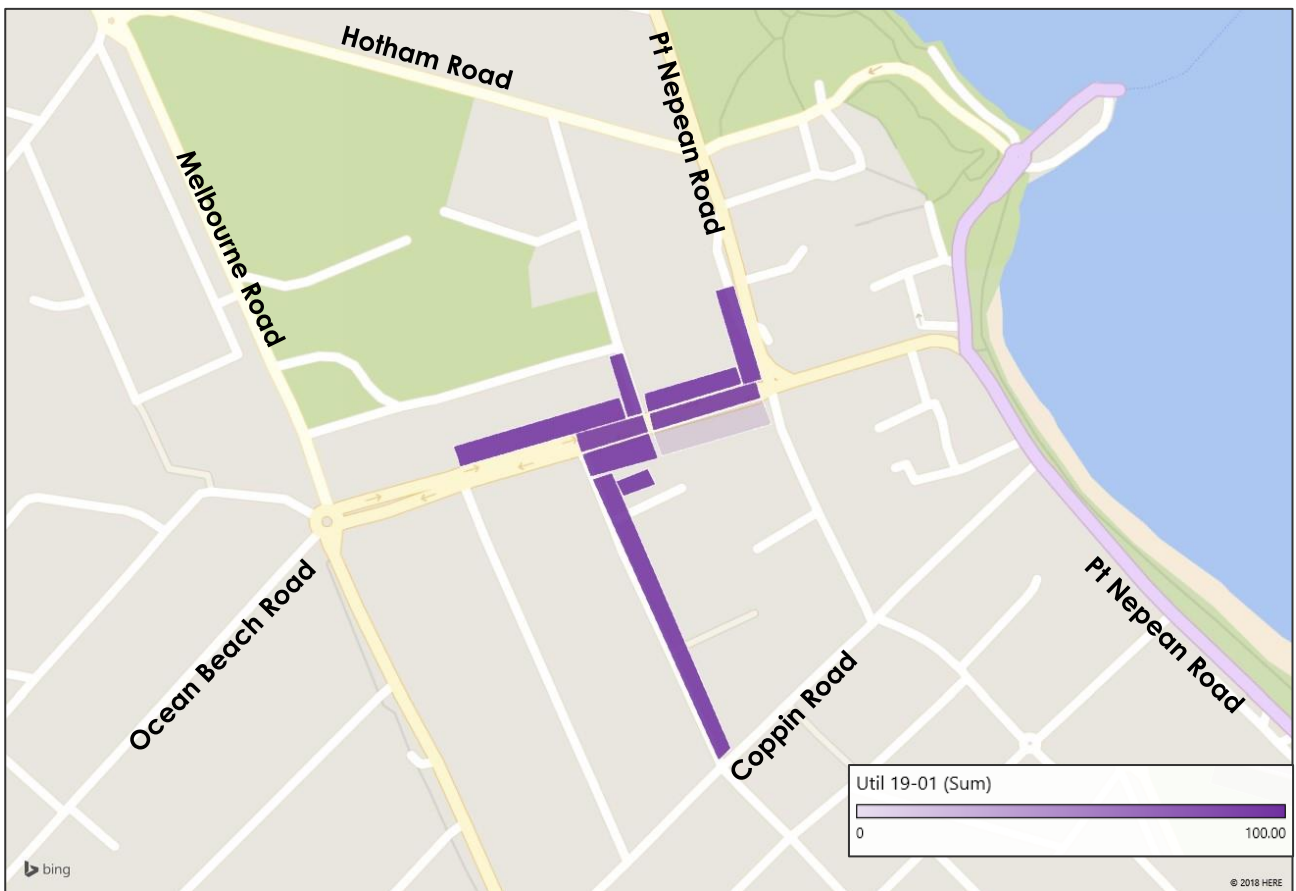 Hotham Road
Pt Nepean Road
Melbourne Road
Ocean Beach Road
Coppin Road
Pt Nepean Road
Util 19-01 (Sum)
0 100.00
bing
© 2018 HERE